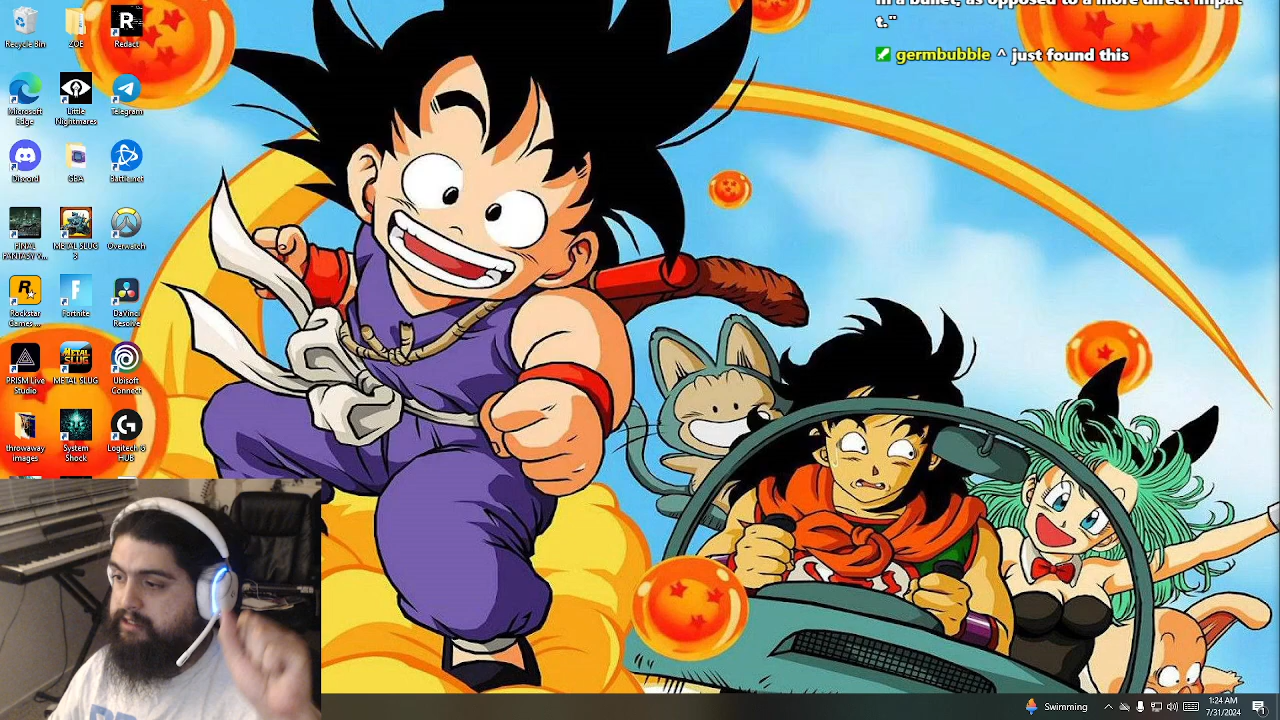 in a bullet, as opposed to a more direct impac
t."
germbubble ^ just found this
Recycle Bin
ZOE
Redact
Microsoft Edge
Little Nightmares
Telegram
Discord
GBA
Battle.net
FINAL FANTASY V...
METAL SLUG 3
Overwatch
Rockstar Games ...
Fortnite
DaVinci Resolve
PRISM Live Studio
METAL SLUG
Ubisoft Connect
throwaway images
System Shock
Logitech G HUB
Swimming
1:24 AM
7/31/2024